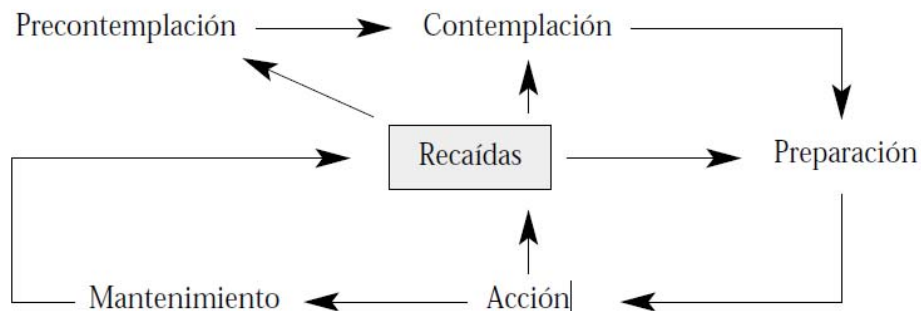 Precontemplación
Contemplación
Recaídas
Preparación
Mantenimiento
Acción